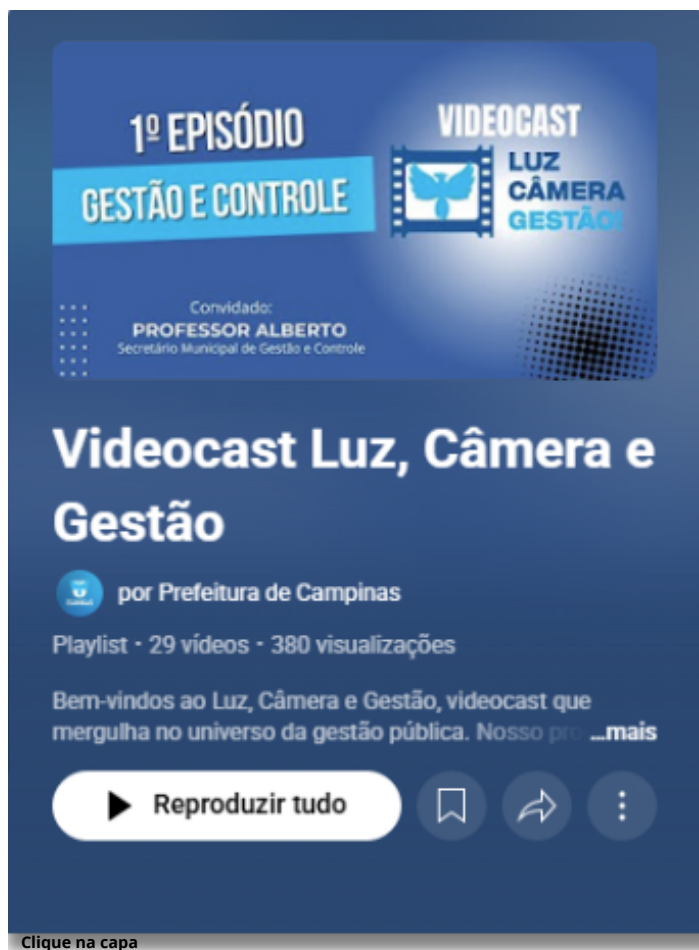 1º EPISÓDIO
GESTÃO E CONTROLE
Convidado:
PROFESSOR ALBERTO
Secretário Municipal de Gestão e Controle
VIDEOCAST
LUZ
CÂMERA
GESTÃO!
Videocast Luz, Câmera e
Gestão
por Prefeitura de Campinas
Playlist • 29 vídeos • 380 visualizações
Bem-vindos ao Luz, Câmera e Gestão, videocast que
mergulha no universo da gestão pública. Nosso pro ...mais
Reproduzir tudo
Clique na capa